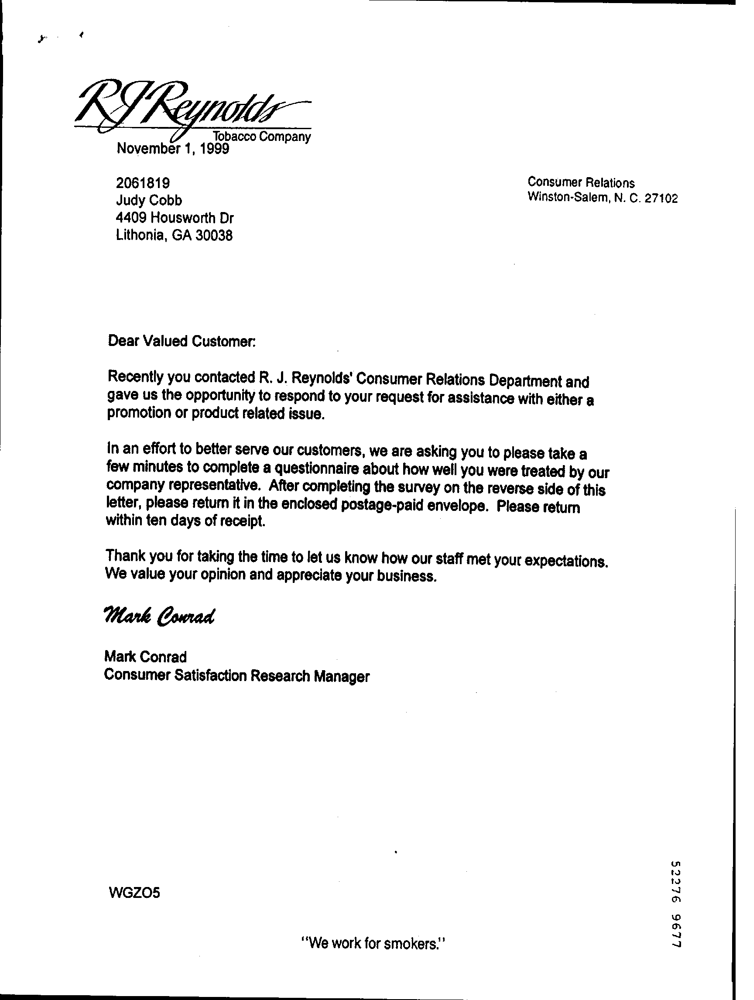 RJReynolds
Tobacco Company
November 1, 1999
2061819
Judy Cobb
4409 Housworth Dr
Lithonia, GA 30038
Consumer Relations
Winston-Salem, N. C. 27102
Dear Valued Customer:
Recently you contacted R. J. Reynolds' Consumer Relations Department and
gave us the opportunity to respond to your request for assistance with either a
promotion or product related issue.
In an effort to better serve our customers, we are asking you to please take a
few minutes to complete a questionnaire about how well you were treated by our
company representative. After completing the survey on the reverse side of this
letter, please return it in the enclosed postage-paid envelope. Please return
within ten days of receipt.
Thank you for taking the time to let us know how our staff met your expectations.
We value your opinion and appreciate your business.
Mark Conrad
Mark Conrad
Consumer Satisfaction Research Manager
WGZO5
"We work for smokers."
52276 9677